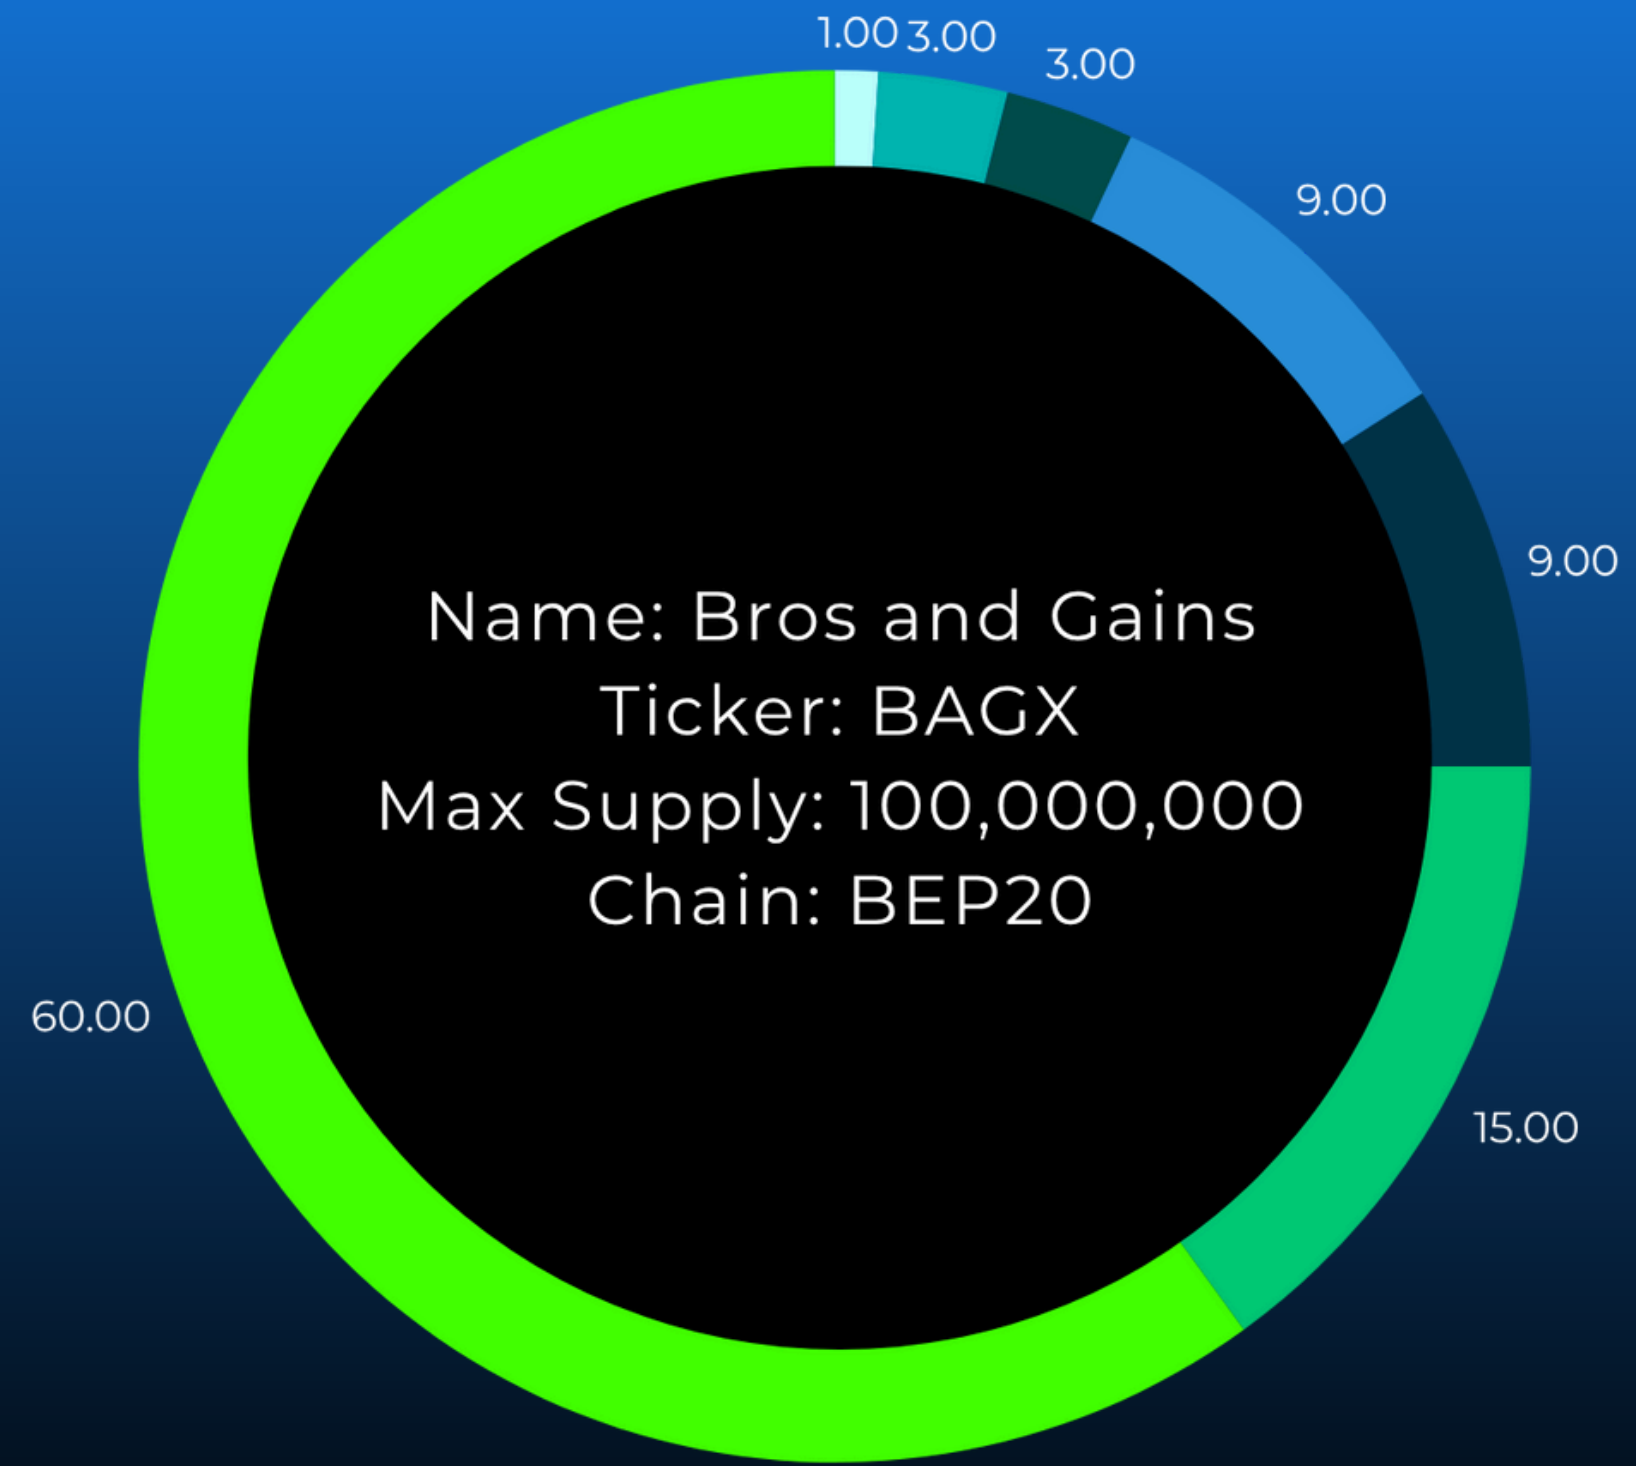 1.00
3.00
3.00
9.00
9.00
Name: Bros and Gains
Ticker: BAGX
Max Supply: 100,000,000
Chain: BEP20
60.00
15.00